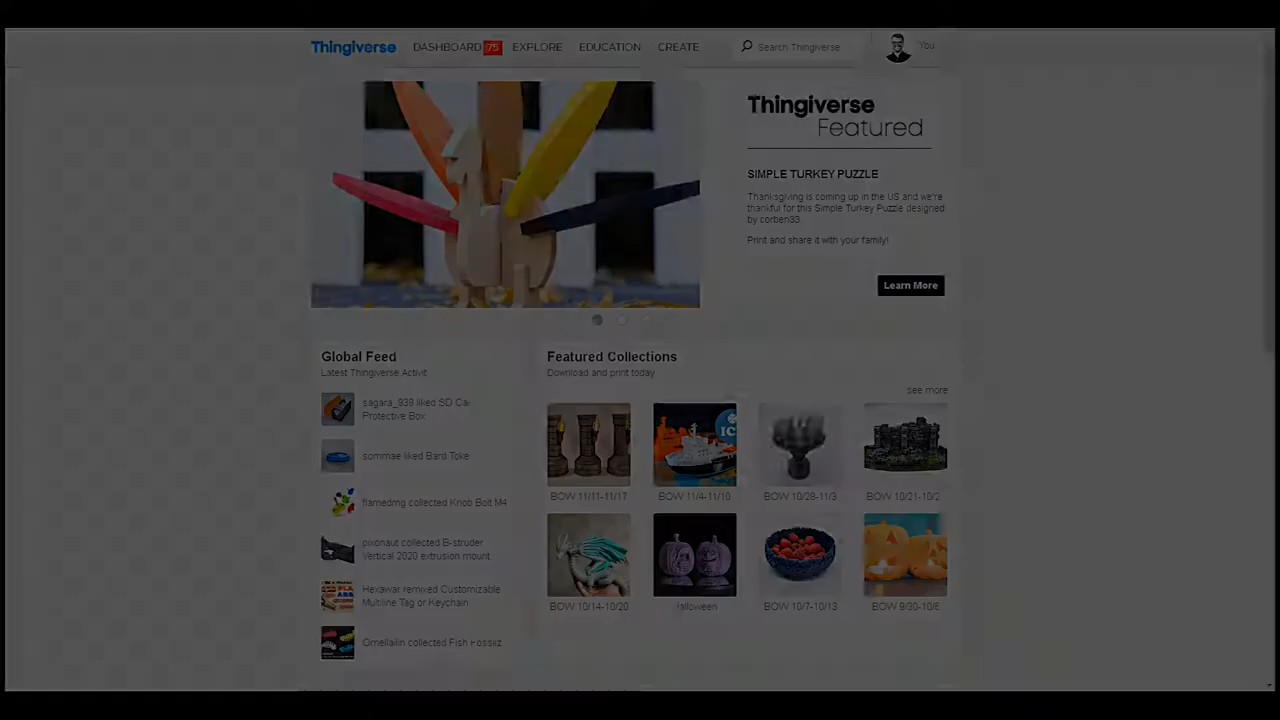 Thingiverse
DASHBOARD 75 EXPLORE EDUCATION CREATE
Search Thingiverse
You
Thingiverse
Featured
SIMPLE TURKEY PUZZLE
Thanksgiving is coming up in the US and we're
thankful for this Simple Turkey Puzzle designed
by corben33.
Print and share it with your family!
Learn More
Global Feed
Latest Thingiverse Activit
sagara_939 liked SD Ca
Protective Box
sommae liked Bard Toke
flamedmg collected Knob Bolt M4
pixonaut collected B-struder
Vertical 2020 extrusion mount
Hexawar remixed Customizable
Multiline Tag or Keychain
collected Fish
Featured Collections
Download and print today
see more
BOW 11/11-11/17
BOW 11/4-11/10
BOW 10/28-11/3
BOW 10/21-10/2
BOW 10/14-10/20
Halloween
BOW 10/7-10/13
BOW 9/30-10/6